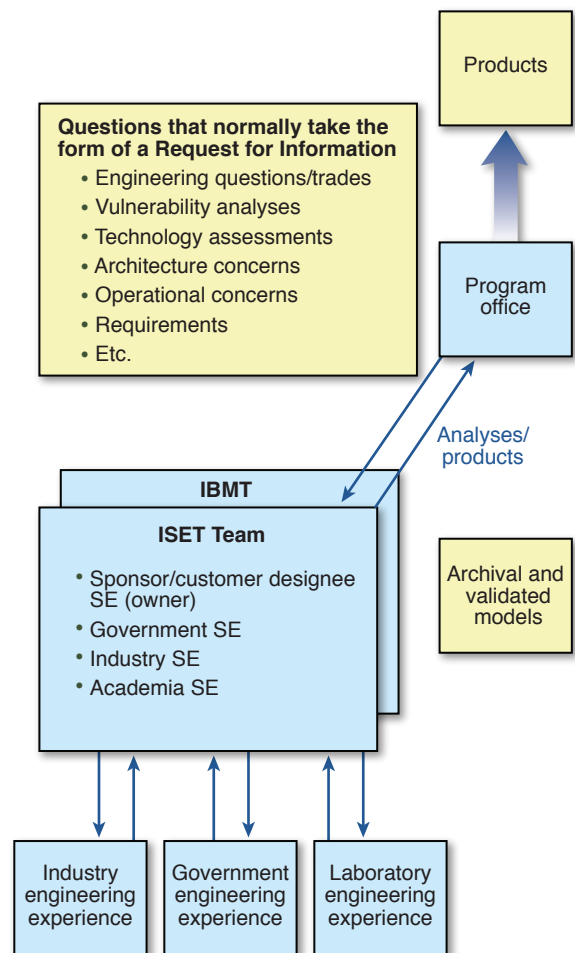 Products
Questions that normally take the
form of a Request for Information
• Engineering questions/trades
• Vulnerability analyses
• Technology assessments
• Architecture concerns
• Operational concerns
• Requirements
• Etc.
Program
office
Analyses/
products
IBMT
ISET Team
• Sponsor/customer designee
SE (owner)
• Government SE
• Industry SE
• Academia SE
Archival and
validated
models
Industry
engineering
experience
Government
engineering
experience
Laboratory
engineering
experience